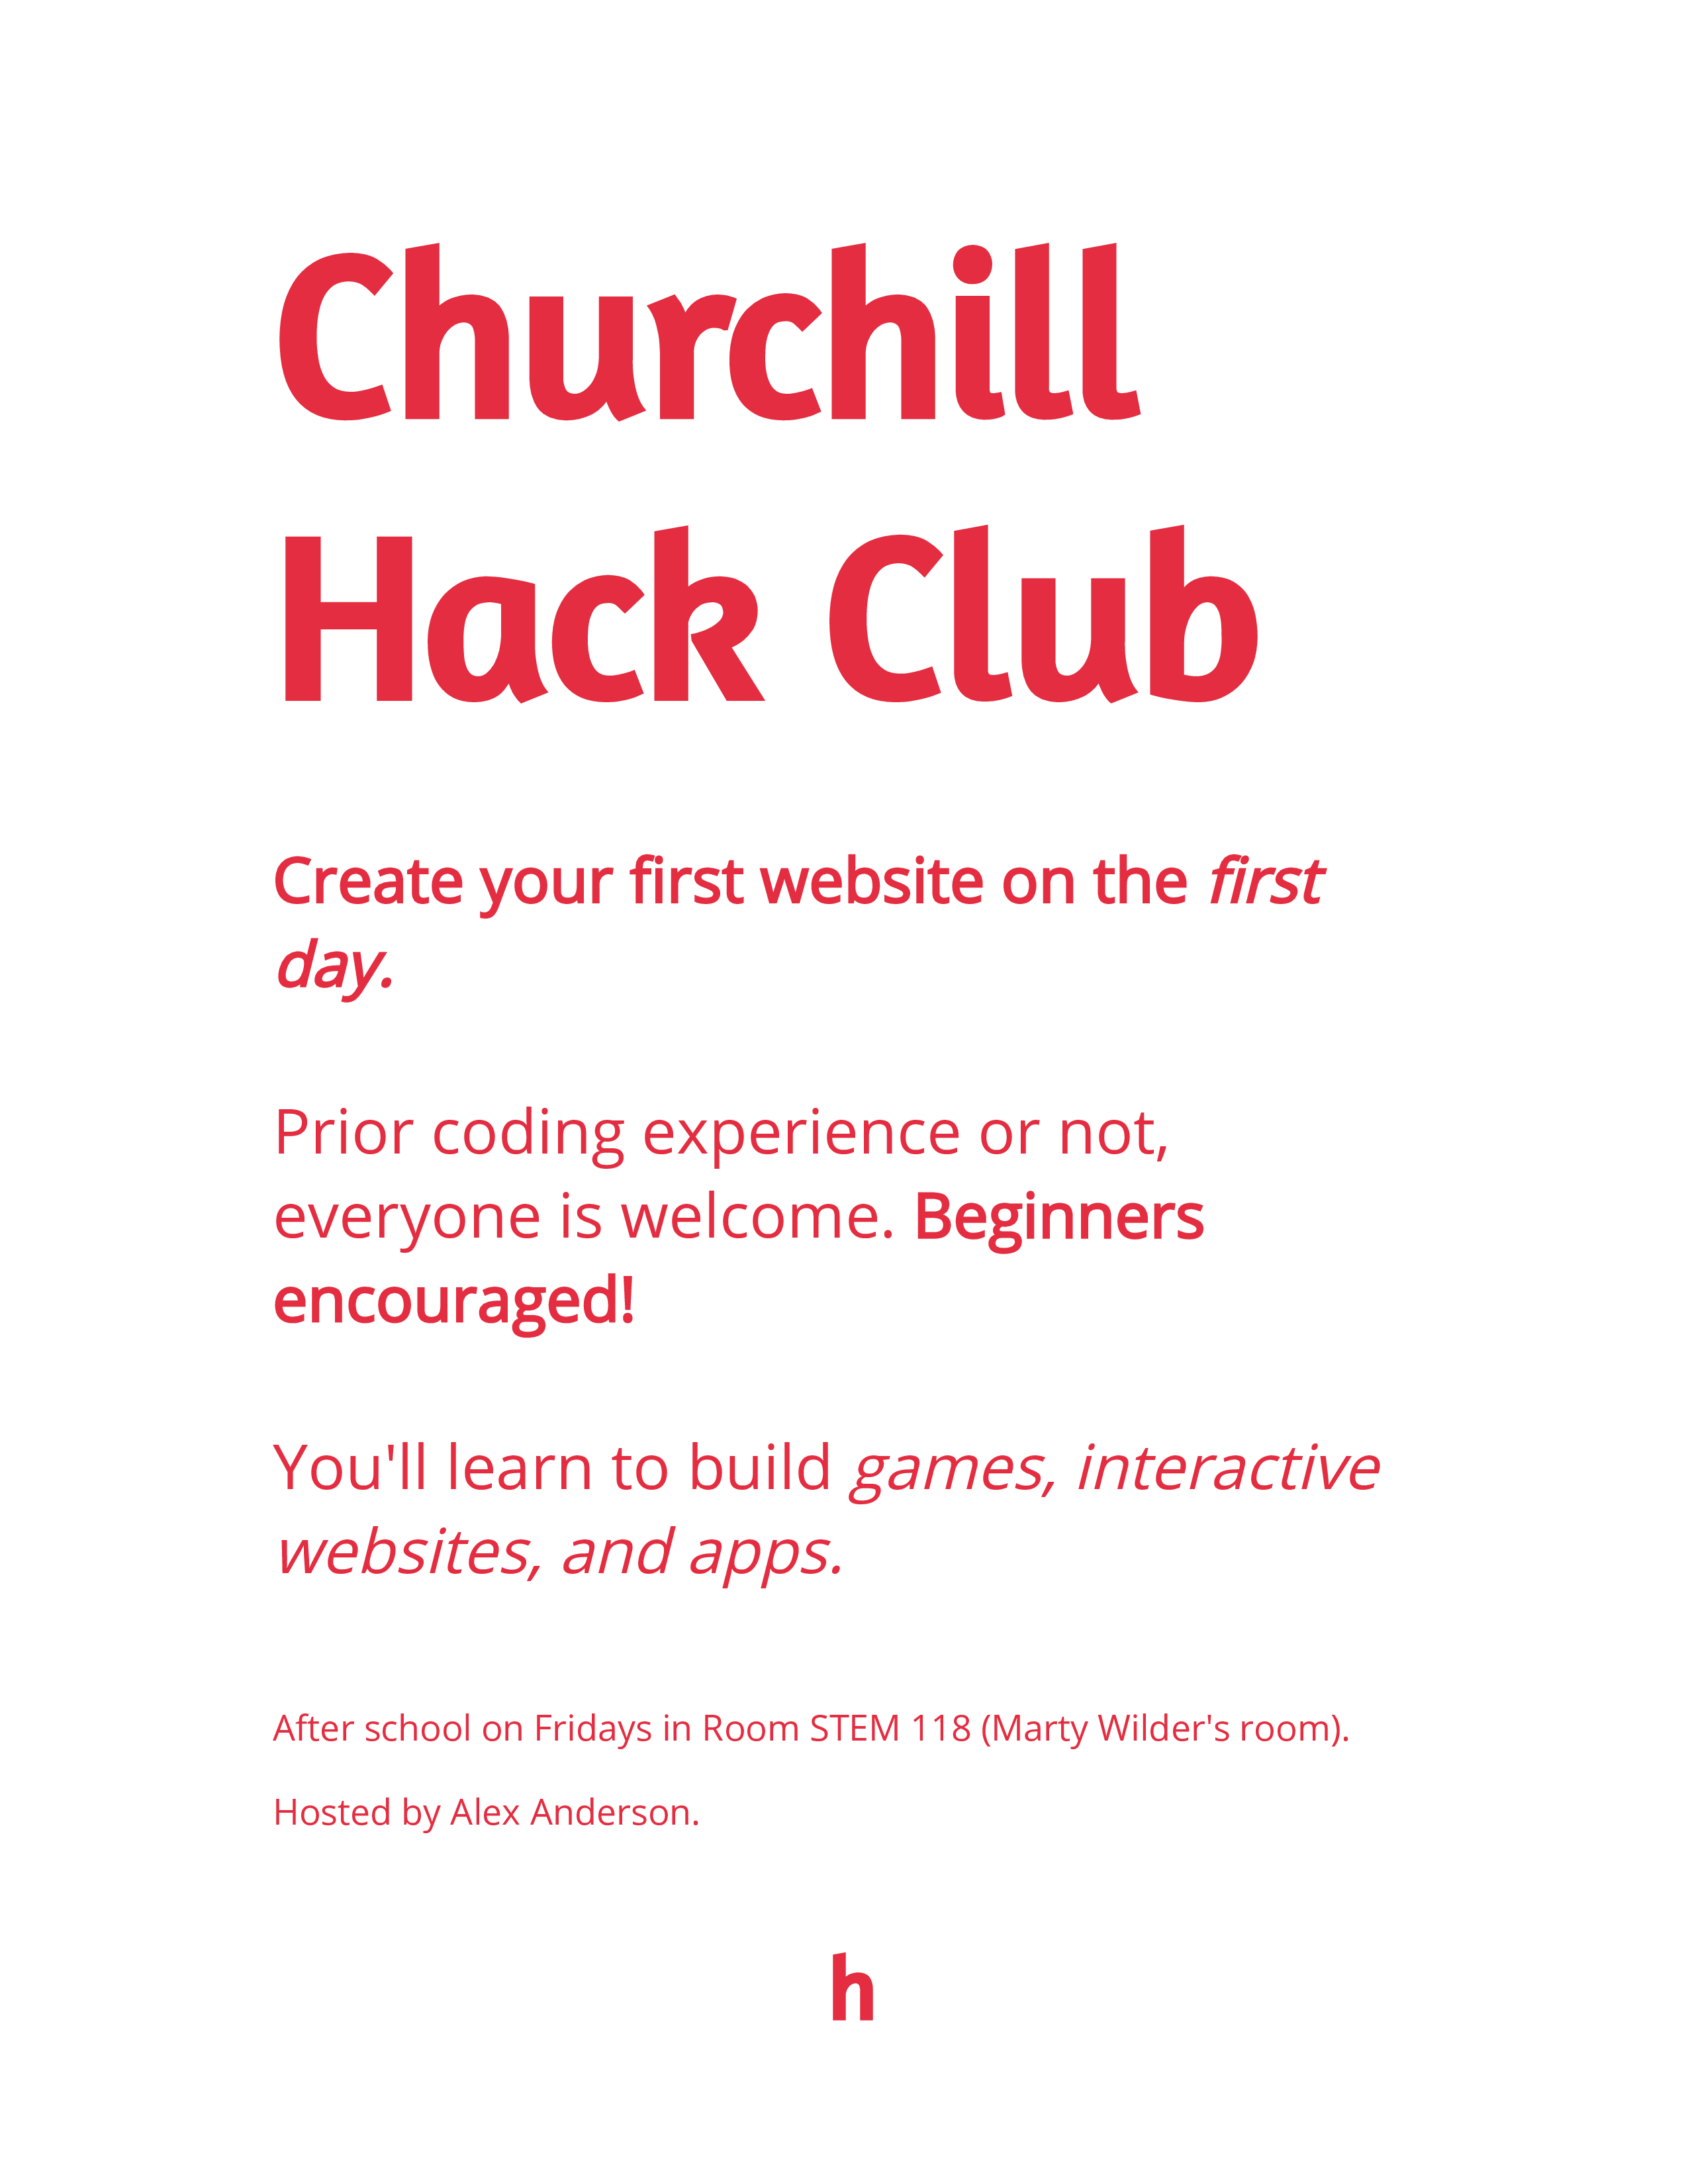 Churchill
Hack Club
Create your first website on the first
day.
Prior coding experience or not,
everyone is welcome. Beginners
encouraged!
You'll learn to build games, interactive
websites, and apps.
After school on Fridays in Room STEM 118 (Marty Wilder's room).
Hosted by Alex Anderson.
h